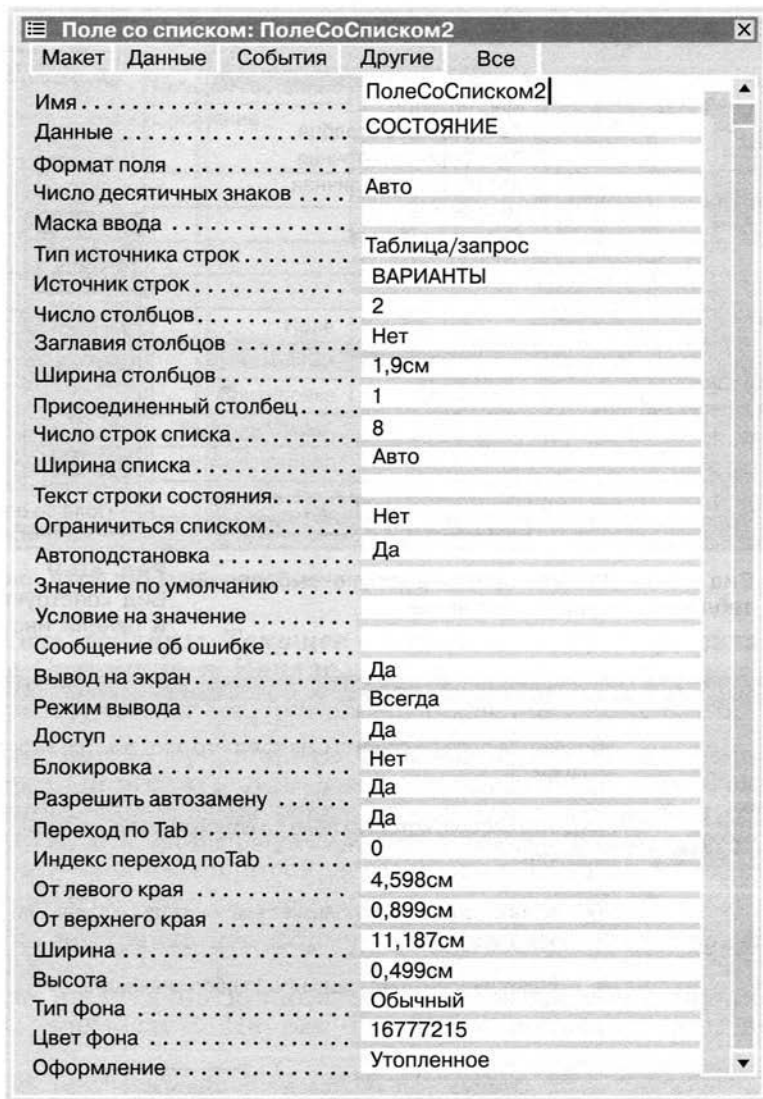 Поле со списком: ПолеСоСписком2
Макет Данные События Другие Все
Имя ..................... ПолеСоСписком2
Данные ................ СОСТОЯНИЕ
Формат поля ..............
Число десятичных знаков .... Авто
Маска ввода ..............
Тип источника строк ......... Таблица/запрос
Источник строк ............ ВАРИАНТЫ
Число столбцов ............ 2
Заглавия столбцов .......... Нет
Ширина столбцов ........... 1,9см
Присоединенный столбец ..... 1
Число строк списка .......... 8
Ширина списка ............. Авто
Текст строки состояния .......
Ограничиться списком ....... Нет
Автоподстановка ........... Да
Значение по умолчанию ......
Условие на значение ........
Сообщение об ошибке .......
Вывод на экран ............. Да
Режим вывода ............. Всегда
Доступ .................. Да
Блокировка ............... Нет
Разрешить автозамену ...... Да
Переход по Tab ............ Да
Индекс переход поTab ....... 0
От левого края ............ 4,598см
От верхнего края ........... 0,899см
Ширина .................. 11,187см
Высота .................. 0,499см
Тип фона ................ Обычный
Цвет фона ............... 16777215
Оформление .............. Утопленное